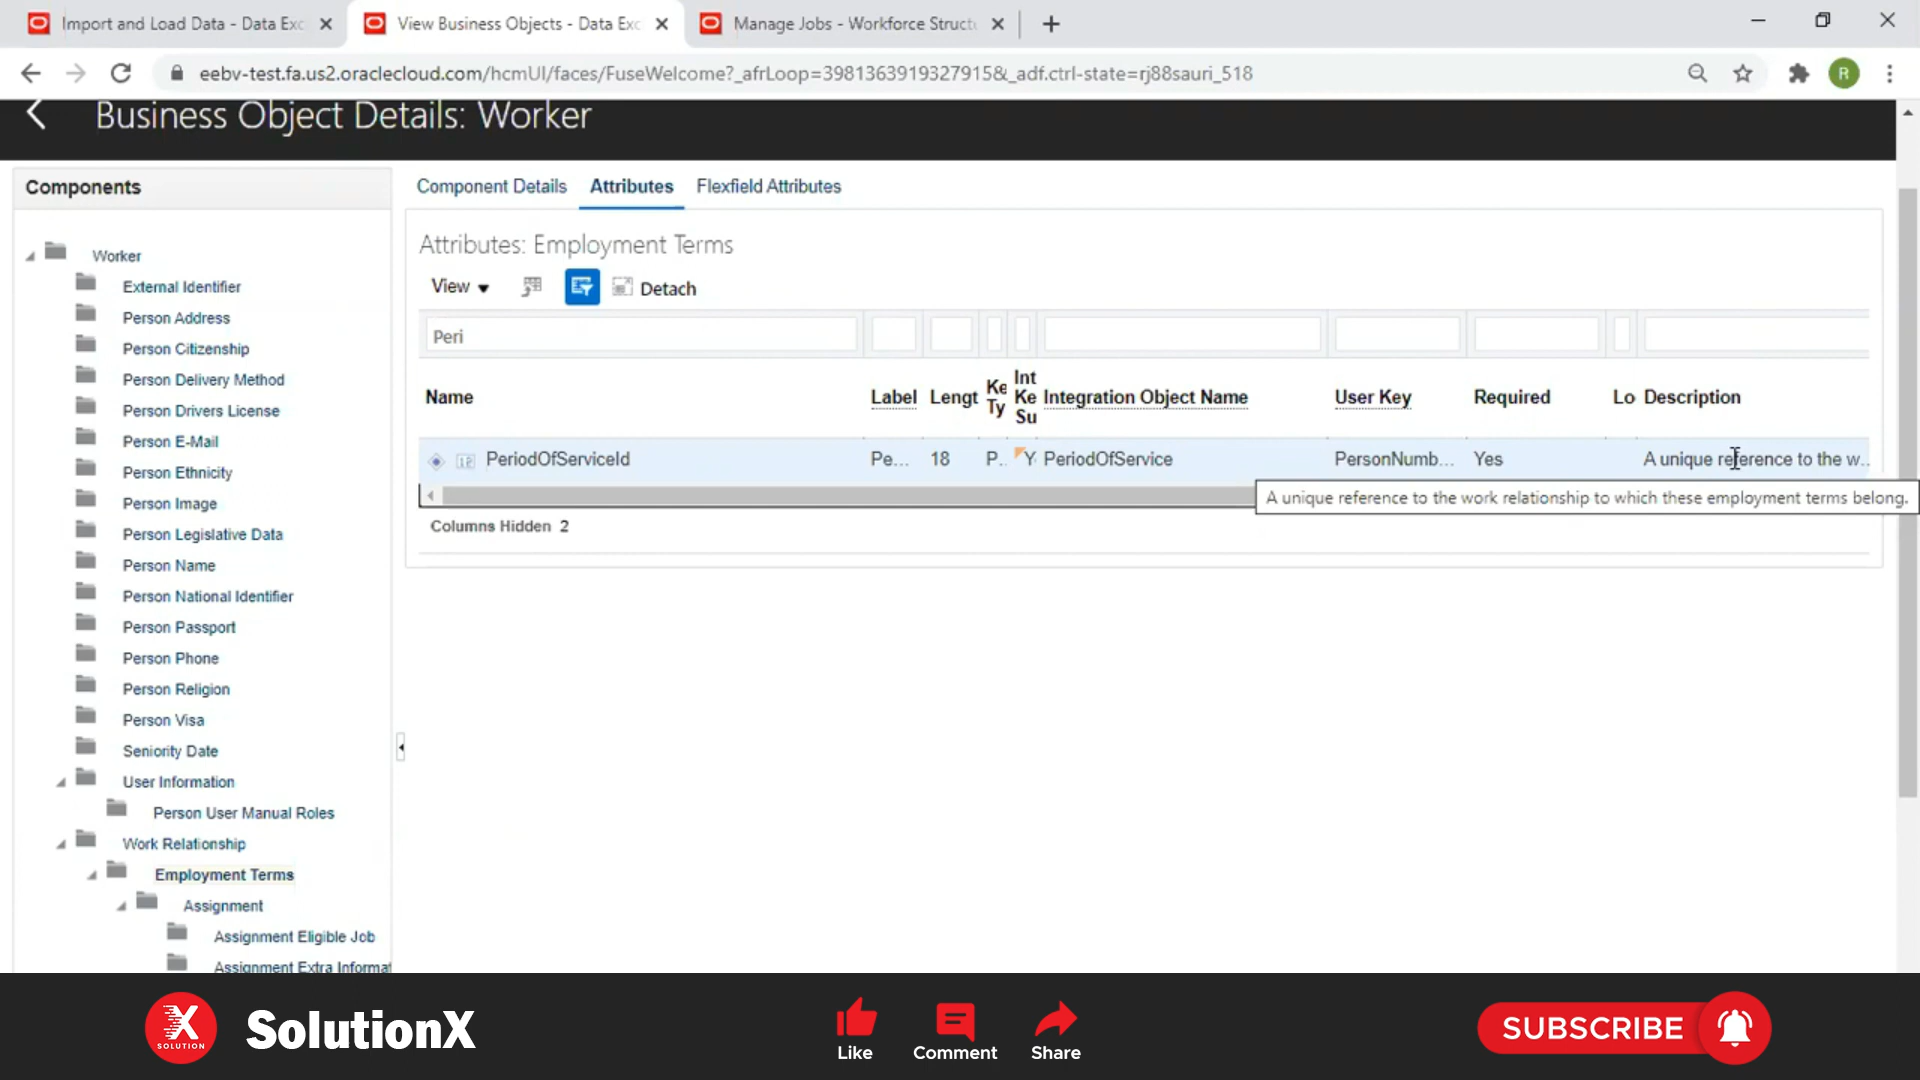 Import and Load Data - Data Exc
View Business Objects - Data Exc
Manage Jobs - Workforce Struct
eebv-test.fa.us2.oraclecloud.com/hcmUI/faces/FuseWelcome?_afrLoop=3981363919327915&_adf.ctrl-state=rj88sauri_518
R
Business Object Details: Worker
Components
Worker
External Identifier
Person Address
Person Citizenship
Person Delivery Method
Person Drivers License
Person E-Mail
Person Ethnicity
Person Image
Person Legislative Data
Person Name
Person National Identifier
Person Passport
Person Phone
Person Religion
Person Visa
Seniority Date
User Information
Person User Manual Roles
Work Relationship
Employment Terms
Assignment
Assignment Eligible Job
Assignment Extra Informat
Component Details Attributes Flexfield Attributes
Attributes: Employment Terms
View Detach
Peri
Name Label Lengt Ke Ty Int Ke Su Integration Object Name User Key Required Lo Description
PeriodOfServiceId Pe... 18 P.. Y PeriodOfService PersonNumb... Yes A unique reference to the w..
A unique reference to the work relationship to which these employment terms belong.
Columns Hidden 2
X SOLUTION
SolutionX
Like
Comment
Share
SUBSCRIBE